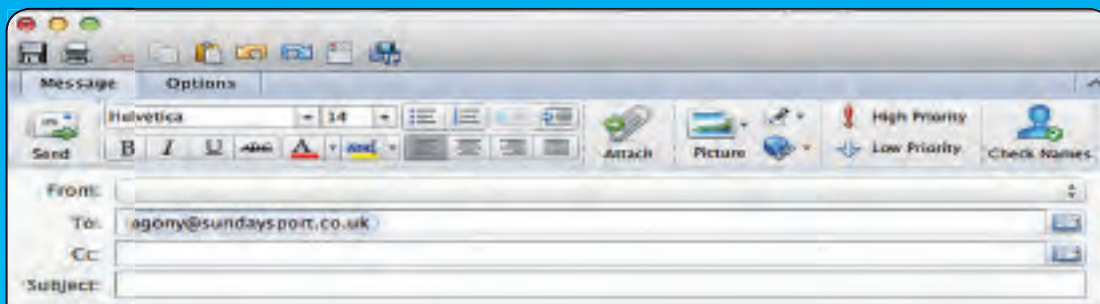 Message Options
Helvetica 14
High Priority
B I U ABC A
Send Attach Picture Low Priority Check Names
From:
To: agony@sundaysport.co.uk
Cc:
Subject: